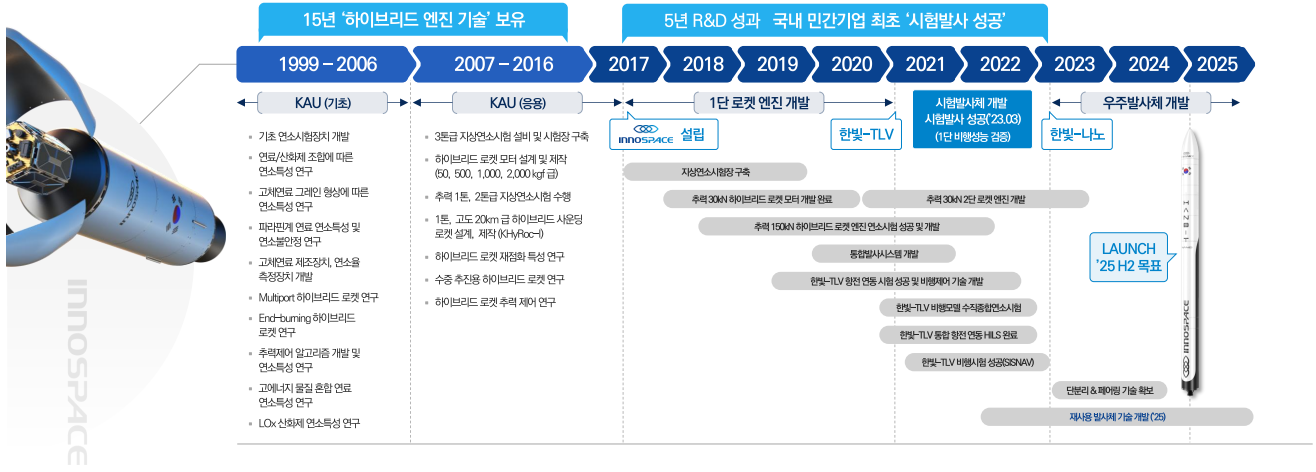 15년 ‘하이브리드 엔진 기술’ 보유
5년 R&D 성과 국내 민간기업 최초 ‘시험발사 성공’
1999 – 2006
2007 – 2016
2017
2018
2019
2020
2021
2022
2023
2024
2025
KAU (기초)
KAU (응용)
1단 로켓 엔진 개발
시험발사체 개발
시험발사 성공(’23.03)
(1단 비행성능 검증)
우주발사체 개발
INNOSPACE 설립
한빛-TLV
한빛-나노
기초 연소시험장치 개발
연료/산화제 조합에 따른
연소특성 연구
고체연료 그레인 형상에 따른
연소특성 연구
파라핀계 연료 연소특성 및
연소불안정 연구
고체연료 제조장치, 연소율
측정장치 개발
Multiport 하이브리드 로켓 연구
End-burning 하이브리드
로켓 연구
추력제어 알고리즘 개발 및
연소특성 연구
고에너지 물질 혼합 연료
연소특성 연구
LOx 산화제 연소특성 연구
3톤급 지상연소시험 설비 및 시험장 구축
하이브리드 로켓 모터 설계 및 제작
(50, 500, 1,000, 2,000 kgf 급)
추력 1톤, 2톤급 지상연소시험 수행
1톤, 고도 20km 급 하이브리드 사운딩
로켓 설계, 제작 (KHyRoc-I)
하이브리드 로켓 재점화 특성 연구
수중 추진용 하이브리드 로켓 연구
하이브리드 로켓 추력 제어 연구
지상연소시험장 구축
추력 30kN 하이브리드 로켓 모터 개발 완료
추력 30kN 2단 로켓 엔진 개발
추력 150kN 하이브리드 로켓 엔진 연소시험 성공 및 개발
통합발사시스템 개발
한빛-TLV 항전 연동 시험 성공 및 비행제어 기술 개발
한빛-TLV 비행모델 수직종합연소시험
한빛-TLV 통합 항전 연동 HILS 완료
한빛-TLV 비행시험 성공(SISNAV)
단분리 & 페어링 기술 확보
재사용 발사체 기술 개발 (’25)
LAUNCH
’25 H2 목표
INNOSPACE
INNOSPACE
HANBIT
INNOSPACE